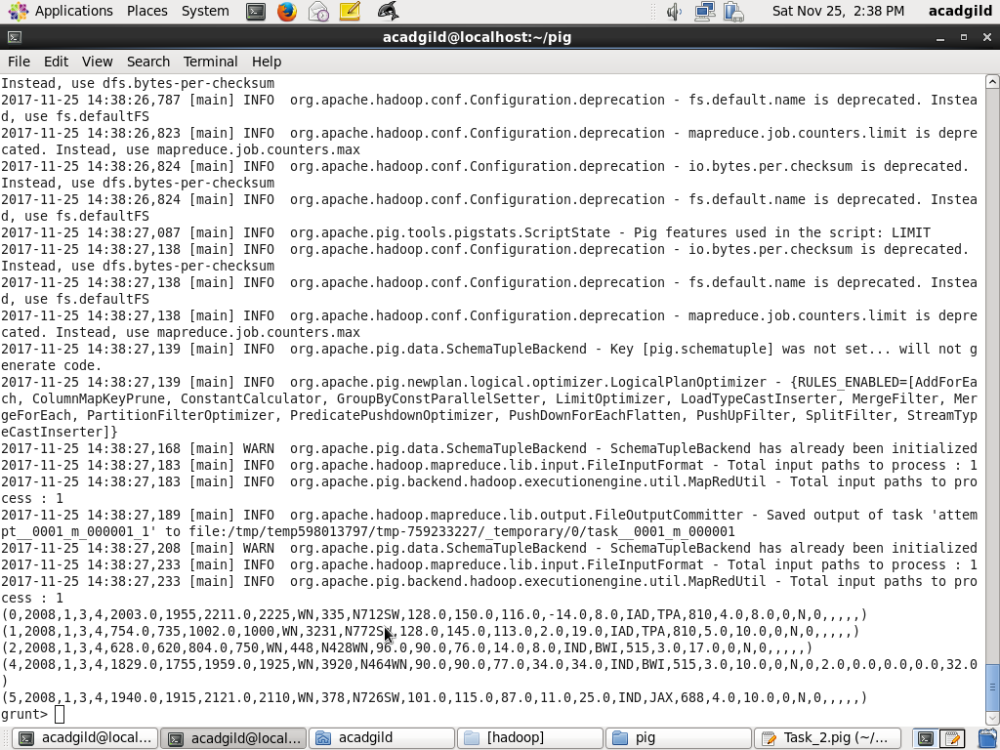 Applications Places System Sat Nov 25, 2:38 PM acadgild
acadgild@localhost:~/pig
File Edit View Search Terminal Help
Instead, use dfs.bytes-per-checksum
2017-11-25 14:38:26,787 [main] INFO  org.apache.hadoop.conf.Configuration.deprecation - fs.default.name is deprecated. Instea
d, use fs.defaultFS
2017-11-25 14:38:26,823 [main] INFO  org.apache.hadoop.conf.Configuration.deprecation - mapreduce.job.counters.limit is depre
cated. Instead, use mapreduce.job.counters.max
2017-11-25 14:38:26,824 [main] INFO  org.apache.hadoop.conf.Configuration.deprecation - io.bytes.per.checksum is deprecated.
Instead, use dfs.bytes-per-checksum
2017-11-25 14:38:26,824 [main] INFO  org.apache.hadoop.conf.Configuration.deprecation - fs.default.name is deprecated. Instea
d, use fs.defaultFS
2017-11-25 14:38:27,087 [main] INFO  org.apache.pig.tools.pigstats.ScriptState - Pig features used in the script: LIMIT
2017-11-25 14:38:27,138 [main] INFO  org.apache.hadoop.conf.Configuration.deprecation - io.bytes.per.checksum is deprecated.
Instead, use dfs.bytes-per-checksum
2017-11-25 14:38:27,138 [main] INFO  org.apache.hadoop.conf.Configuration.deprecation - fs.default.name is deprecated. Instea
d, use fs.defaultFS
2017-11-25 14:38:27,138 [main] INFO  org.apache.hadoop.conf.Configuration.deprecation - mapreduce.job.counters.limit is depre
cated. Instead, use mapreduce.job.counters.max
2017-11-25 14:38:27,139 [main] INFO  org.apache.pig.data.SchemaTupleBackend - Key [pig.schematuple] was not set... will not g
enerate code.
2017-11-25 14:38:27,139 [main] INFO  org.apache.pig.newplan.logical.optimizer.LogicalPlanOptimizer - {RULES_ENABLED=[AddForEa
ch, ColumnMapKeyPrune, ConstantCalculator, GroupByConstParallelSetter, LimitOptimizer, LoadTypeCastInserter, MergeFilter, Mer
geForEach, PartitionFilterOptimizer, PredicatePushdownOptimizer, PushDownForEachFlatten, PushUpFilter, SplitFilter, StreamTyp
eCastInserter]}
2017-11-25 14:38:27,168 [main] WARN  org.apache.pig.data.SchemaTupleBackend - SchemaTupleBackend has already been initialized
2017-11-25 14:38:27,183 [main] INFO  org.apache.hadoop.mapreduce.lib.input.FileInputFormat - Total input paths to process : 1
2017-11-25 14:38:27,183 [main] INFO  org.apache.pig.backend.hadoop.executionengine.util.MapRedUtil - Total input paths to pro
cess : 1
2017-11-25 14:38:27,189 [main] INFO  org.apache.hadoop.mapreduce.lib.output.FileOutputCommitter - Saved output of task 'attem
pt__0001_m_000001_1' to file:/tmp/temp598013797/tmp-759233227/_temporary/0/task__0001_m_000001
2017-11-25 14:38:27,208 [main] WARN  org.apache.pig.data.SchemaTupleBackend - SchemaTupleBackend has already been initialized
2017-11-25 14:38:27,233 [main] INFO  org.apache.hadoop.mapreduce.lib.input.FileInputFormat - Total input paths to process : 1
2017-11-25 14:38:27,233 [main] INFO  org.apache.pig.backend.hadoop.executionengine.util.MapRedUtil - Total input paths to pro
cess : 1
(0,2008,1,3,4,2003.0,1955,2211.0,2225,WN,335,N712SW,128.0,150.0,116.0,-14.0,8.0,IAD,TPA,810,4.0,8.0,0,N,0,,,,,)
(1,2008,1,3,4,754.0,735,1002.0,1000,WN,3231,N772SW,128.0,145.0,113.0,2.0,19.0,IAD,TPA,810,5.0,10.0,0,N,0,,,,,)
(2,2008,1,3,4,628.0,620,804.0,750,WN,448,N428WN,96.0,90.0,76.0,14.0,8.0,IND,BWI,515,3.0,17.0,0,N,0,,,,,)
(4,2008,1,3,4,1829.0,1755,1959.0,1925,WN,3920,N464WN,90.0,90.0,77.0,34.0,34.0,IND,BWI,515,3.0,10.0,0,N,0,2.0,0.0,0.0,0.0,32.0
)
(5,2008,1,3,4,1940.0,1915,2121.0,2110,WN,378,N726SW,101.0,115.0,87.0,11.0,25.0,IND,JAX,688,4.0,10.0,0,N,0,,,,,)
grunt>
acadgild@local... acadgild@local... acadgild [hadoop] pig Task_2.pig (~/...